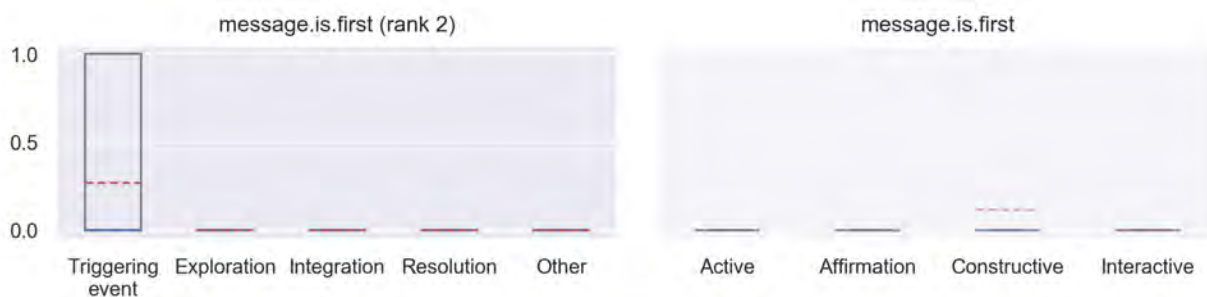 message.is.first (rank 2)
message.is.first
1.0
0.5
0.0
Triggering event
Exploration
Integration
Resolution
Other
Active
Affirmation
Constructive
Interactive